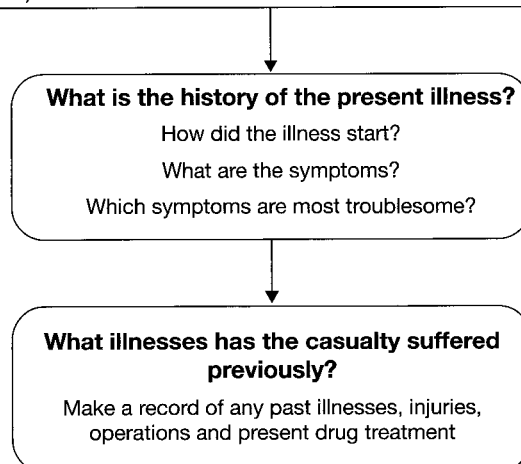 What is the history of the present illness?
How did the illness start?
What are the symptoms?
Which symptoms are most troublesome?
What illnesses has the casualty suffered
previously?
Make a record of any past illnesses, injuries,
operations and present drug treatment